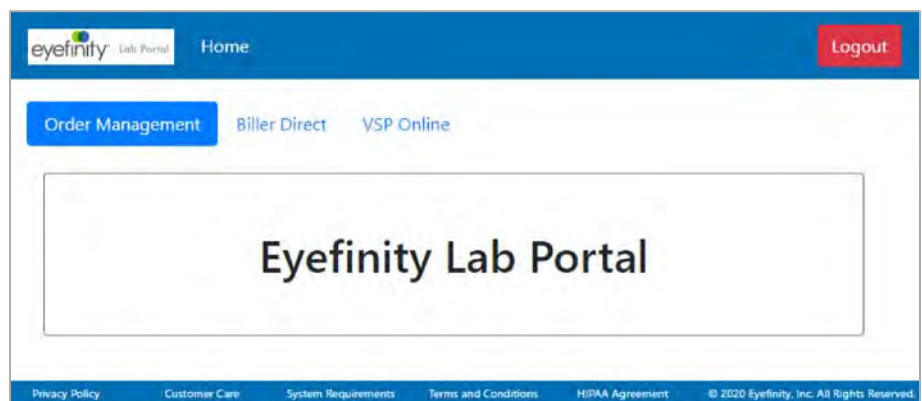 eyefinity Lab Portal Home Logout
Order Management Biller Direct VSP Online
Eyefinity Lab Portal
Privacy Policy Customer Care System Requirements Terms and Conditions HIPAA Agreement © 2020 Eyefinity, Inc. All Rights Reserved.